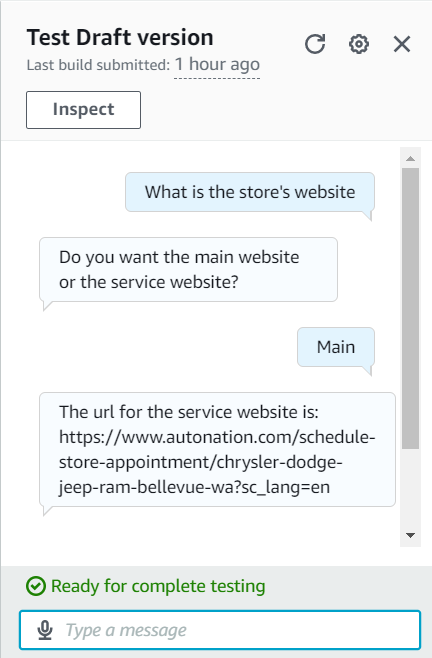 Test Draft version
Last build submitted: 1 hour ago
Inspect
What is the store's website
Do you want the main website
or the service website?
Main
The url for the service website is:
https://www.autonation.com/schedule-
store-appointment/chrysler-dodge-
jeep-ram-bellevue-wa?sc_lang=en
Ready for complete testing
Type a message